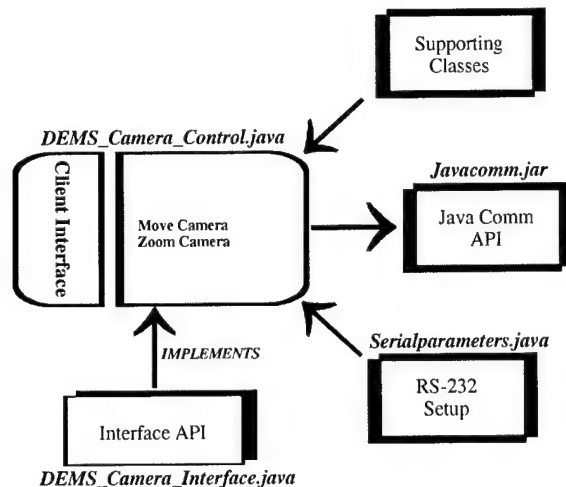 Supporting
Classes
DEMS_Camera_Control.java
Javacomm.jar
Client Interface
Move Camera
Zoom Camera
Java Comm
API
IMPLEMENTS
Serialparameters.java
RS-232
Setup
Interface API
DEMS_Camera_Interface.java